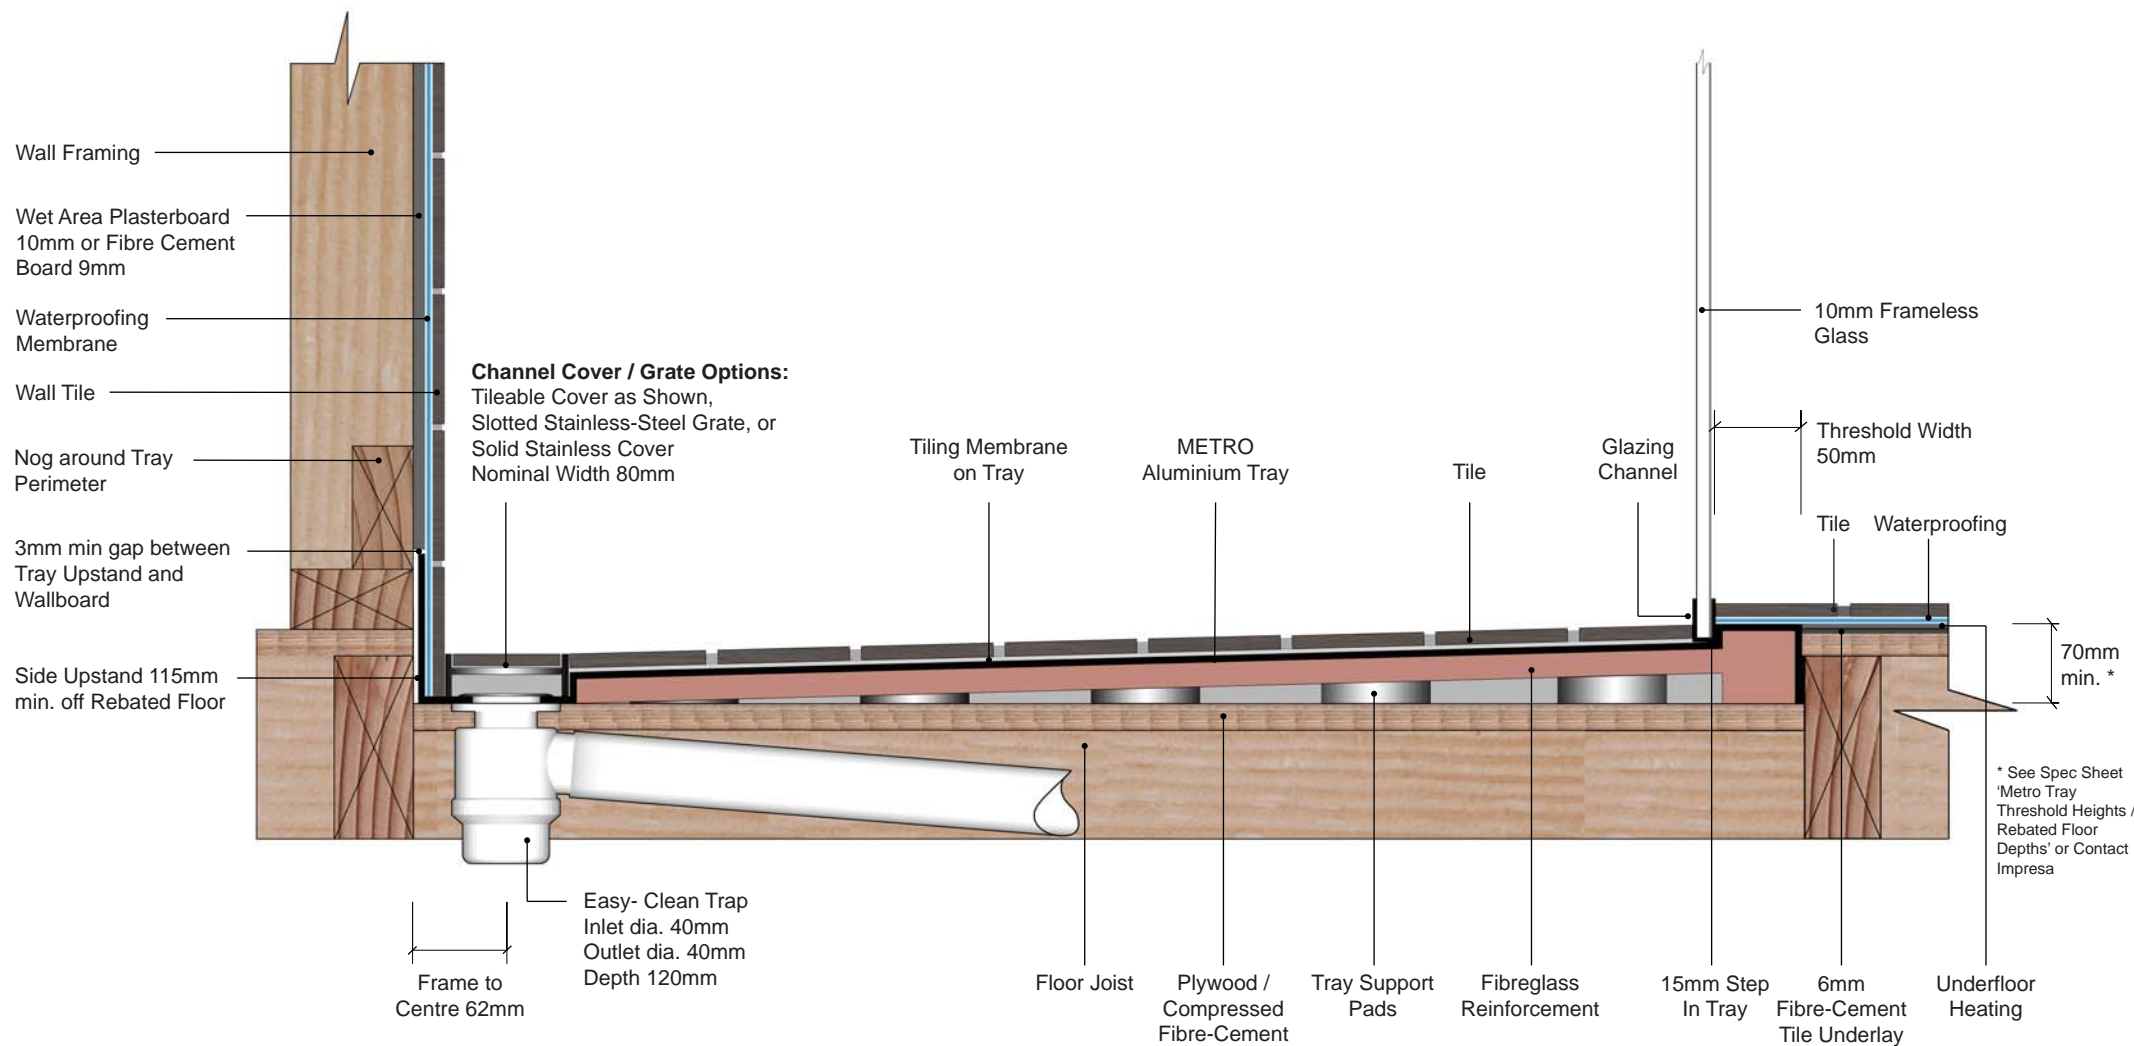 Wall Framing
Wet Area Plasterboard
10mm or Fibre Cement
Board 9mm
Waterproofing
Membrane
Wall Tile
Nog around Tray
Perimeter
3mm min gap between
Tray Upstand and
Wallboard
Side Upstand 115mm
min. off Rebated Floor
Channel Cover / Grate Options:
Tileable Cover as Shown,
Slotted Stainless-Steel Grate, or
Solid Stainless Cover
Nominal Width 80mm
Tiling Membrane
on Tray
METRO
Aluminium Tray
Tile
Glazing
Channel
10mm Frameless
Glass
Threshold Width
50mm
Tile
Waterproofing
70mm
min. *
* See Spec Sheet
‘Metro Tray
Threshold Heights /
Rebated Floor
Depths’ or Contact
Impresa
Easy- Clean Trap
Inlet dia. 40mm
Outlet dia. 40mm
Depth 120mm
Frame to
Centre 62mm
Floor Joist
Plywood /
Compressed
Fibre-Cement
Tray Support
Pads
Fibreglass
Reinforcement
15mm Step
In Tray
6mm
Fibre-Cement
Tile Underlay
Underfloor
Heating